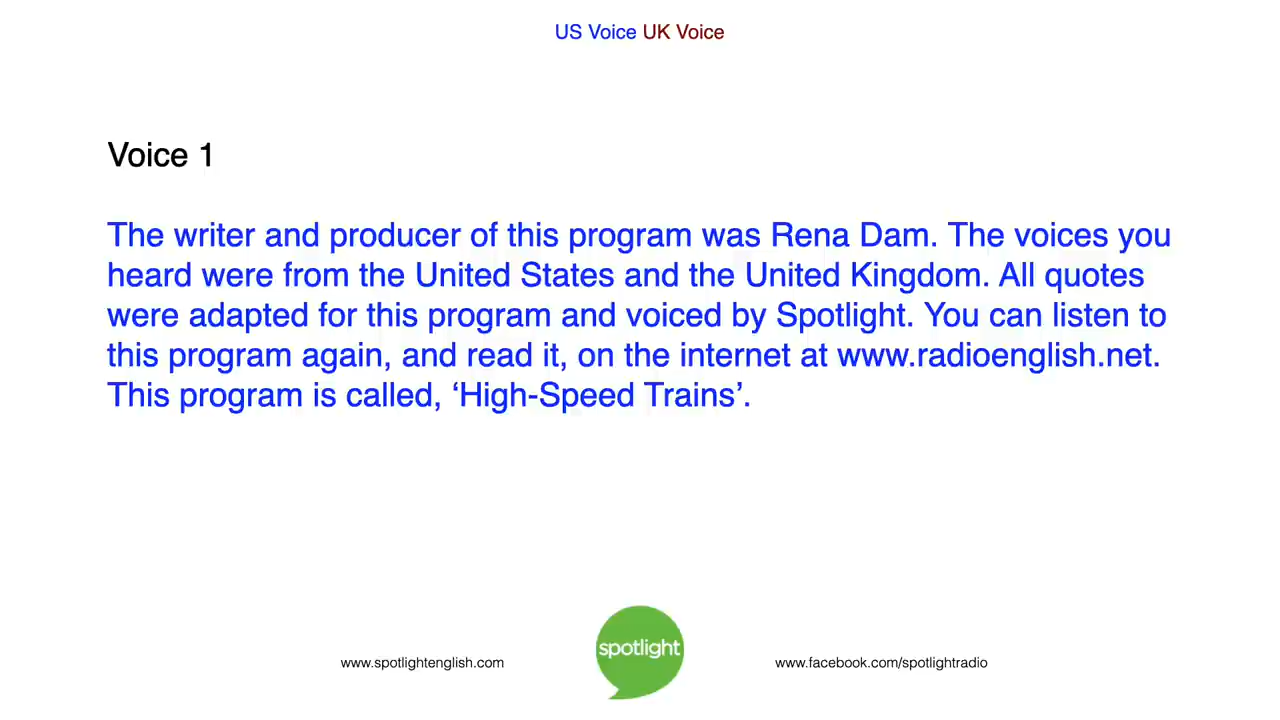 US Voice UK Voice
Voice 1
The writer and producer of this program was Rena Dam. The voices you
heard were from the United States and the United Kingdom. All quotes
were adapted for this program and voiced by Spotlight. You can listen to
this program again, and read it, on the internet at www.radioenglish.net.
This program is called, ‘High-Speed Trains’.
spotlight
www.spotlightenglish.com
www.facebook.com/spotlightradio